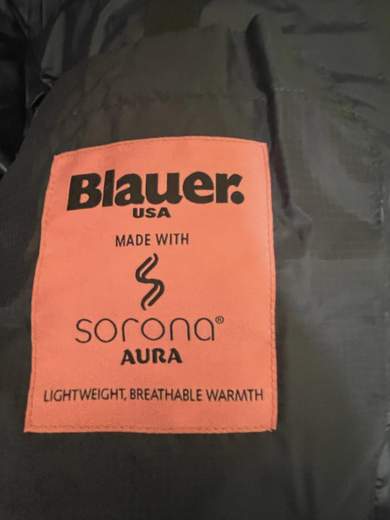 Blauer.
USA
MADE WITH
sorona®
AURA
LIGHTWEIGHT, BREATHABLE WARMTH